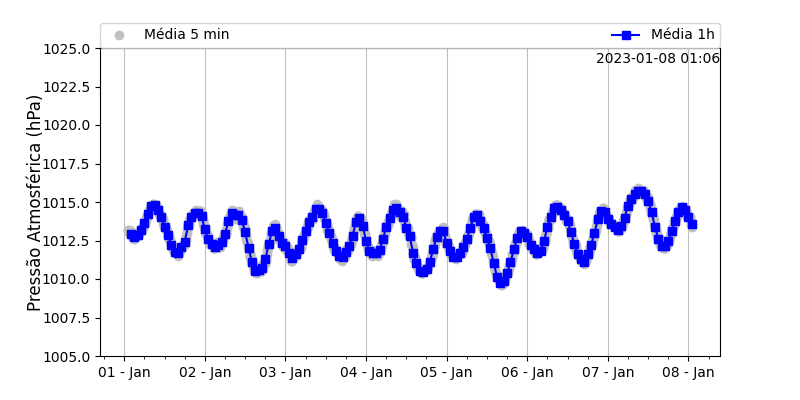 Média 5 min
Média 1h
2023-01-08 01:06
Pressão Atmosférica (hPa)
1025.0
1022.5
1020.0
1017.5
1015.0
1012.5
1010.0
1007.5
1005.0
01 - Jan
02 - Jan
03 - Jan
04 - Jan
05 - Jan
06 - Jan
07 - Jan
08 - Jan